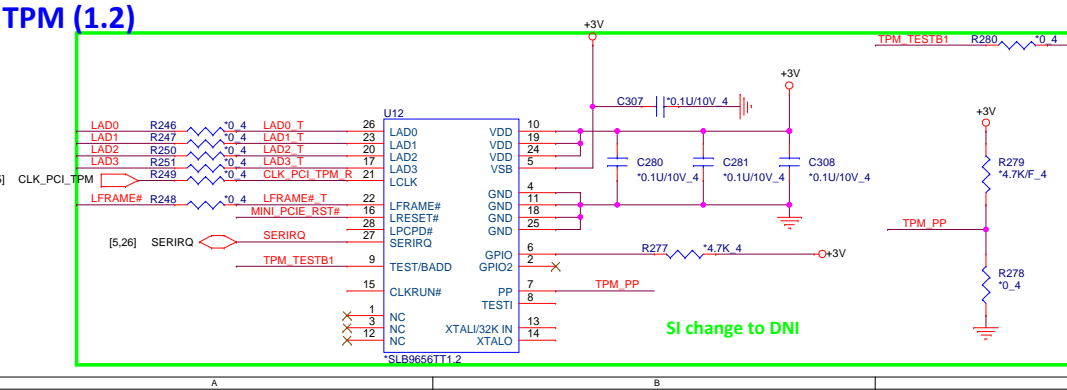 TPM (1.2)
+3V
TPM_TESTB1 R280 *0_4
+3V
C307 *0.1U/10V_4
+3V
U12
LAD0 R246 *0_4 LAD0_T 26 LAD0 VDD 10
LAD1 R247 *0_4 LAD1_T 23 LAD1 VDD 19
LAD2 R250 *0_4 LAD2_T 20 LAD2 VDD 24
LAD3 R251 *0_4 LAD3_T 17 LAD3 VSB 5
CLK_PCI_TPM R249 *0_4 CLK_PCI_TPM_R 21 LCLK
C280 C281 C308
*0.1U/10V_4 *0.1U/10V_4 *0.1U/10V_4
R279
*4.7K/F_4
GND 4
LFRAME# R248 *0_4 LFRAME#_T 22 LFRAME# GND 11
MINI_PCIE_RST# 16 LRESET# GND 18
28 LPCPD# GND 25
[5,26] SERIRQ SERIRQ 27 SERIRQ
TPM_PP
GPIO 6 R277 *4.7K_4 +3V
TPM_TESTB1 9 TEST/BADD GPIO2 2
R278
*0_4
15 CLKRUN# PP 7 TPM_PP
TESTI 8
1 NC
3 NC XTALI/32K IN 13
12 NC XTALO 14
SI change to DNI
*SLB9656TT1.2
A B